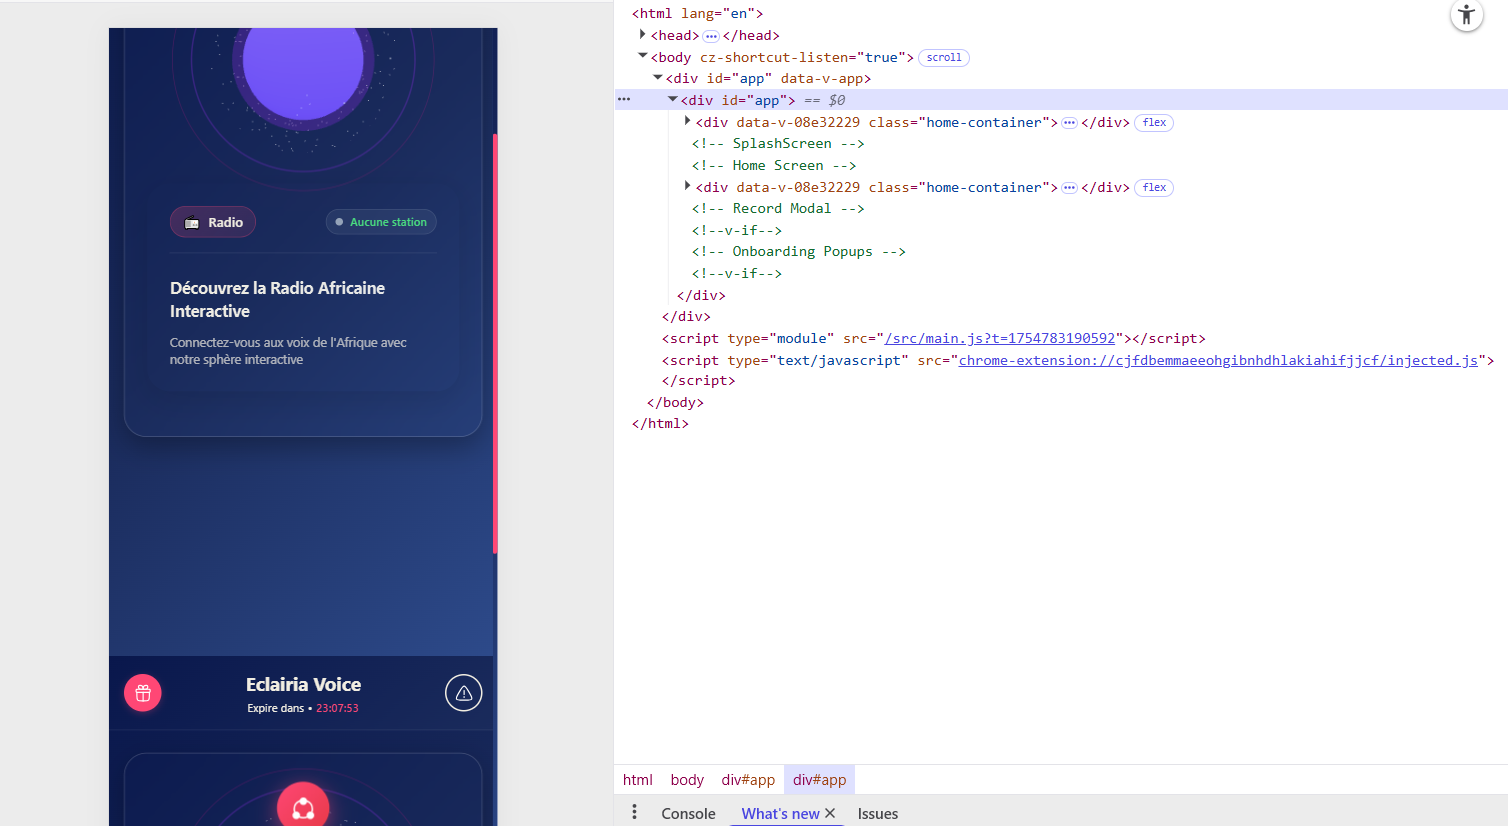 Radio
Aucune station
Découvrez la Radio Africaine
Interactive
Connectez-vous aux voix de l'Afrique avec
notre sphère interactive
Eclairia Voice
Expire dans • 23:07:53
<html lang="en">
<head> ••• </head>
<body cz-shortcut-listen="true"> scroll
<div id="app" data-v-app>
••• <div id="app"> == $0
<div data-v-08e32229 class="home-container"> ••• </div> flex
<!-- SplashScreen -->
<!-- Home Screen -->
<div data-v-08e32229 class="home-container"> ••• </div> flex
<!-- Record Modal -->
<!--v-if-->
<!-- Onboarding Popups -->
<!--v-if-->
</div>
</div>
<script type="module" src="/src/main.js?t=1754783190592"></script>
<script type="text/javascript" src="chrome-extension://cjfdbemmaeeohgibnhdhlakiahifjjcf/injected.js">
</script>
</body>
</html>
html body div#app div#app
Console What's new Issues